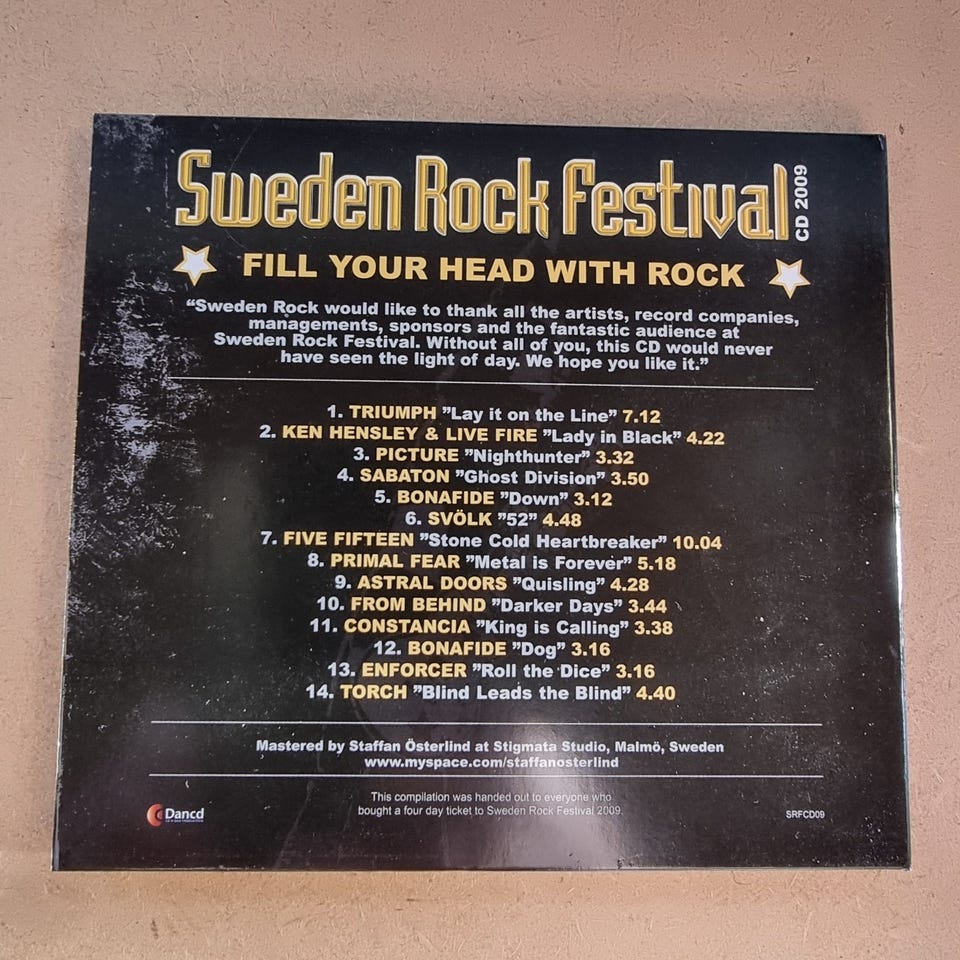 Sweden Rock Festival
CD 2009
FILL YOUR HEAD WITH ROCK
“Sweden Rock would like to thank all the artists, record companies,
managements, sponsors and the fantastic audience at
Sweden Rock Festival. Without all of you, this CD would never
have seen the light of day. We hope you like it.”
1. TRIUMPH ”Lay it on the Line” 7.12
2. KEN HENSLEY & LIVE FIRE ”Lady in Black” 4.22
3. PICTURE ”Nighthunter” 3.32
4. SABATON ”Ghost Division” 3.50
5. BONAFIDE ”Down” 3.12
6. SVÖLK ”52” 4.48
7. FIVE FIFTEEN ”Stone Cold Heartbreaker” 10.04
8. PRIMAL FEAR ”Metal is Forever” 5.18
9. ASTRAL DOORS ”Quisling” 4.28
10. FROM BEHIND ”Darker Days” 3.44
11. CONSTANCIA ”King is Calling” 3.38
12. BONAFIDE ”Dog” 3.16
13. ENFORCER ”Roll the Dice” 3.16
14. TORCH ”Blind Leads the Blind” 4.40
Mastered by Staffan Österlind at Stigmata Studio, Malmö, Sweden
www.myspace.com/staffanosterlind
This compilation was handed out to everyone who
bought a four day ticket to Sweden Rock Festival 2009.
Dancd
SRFCD09